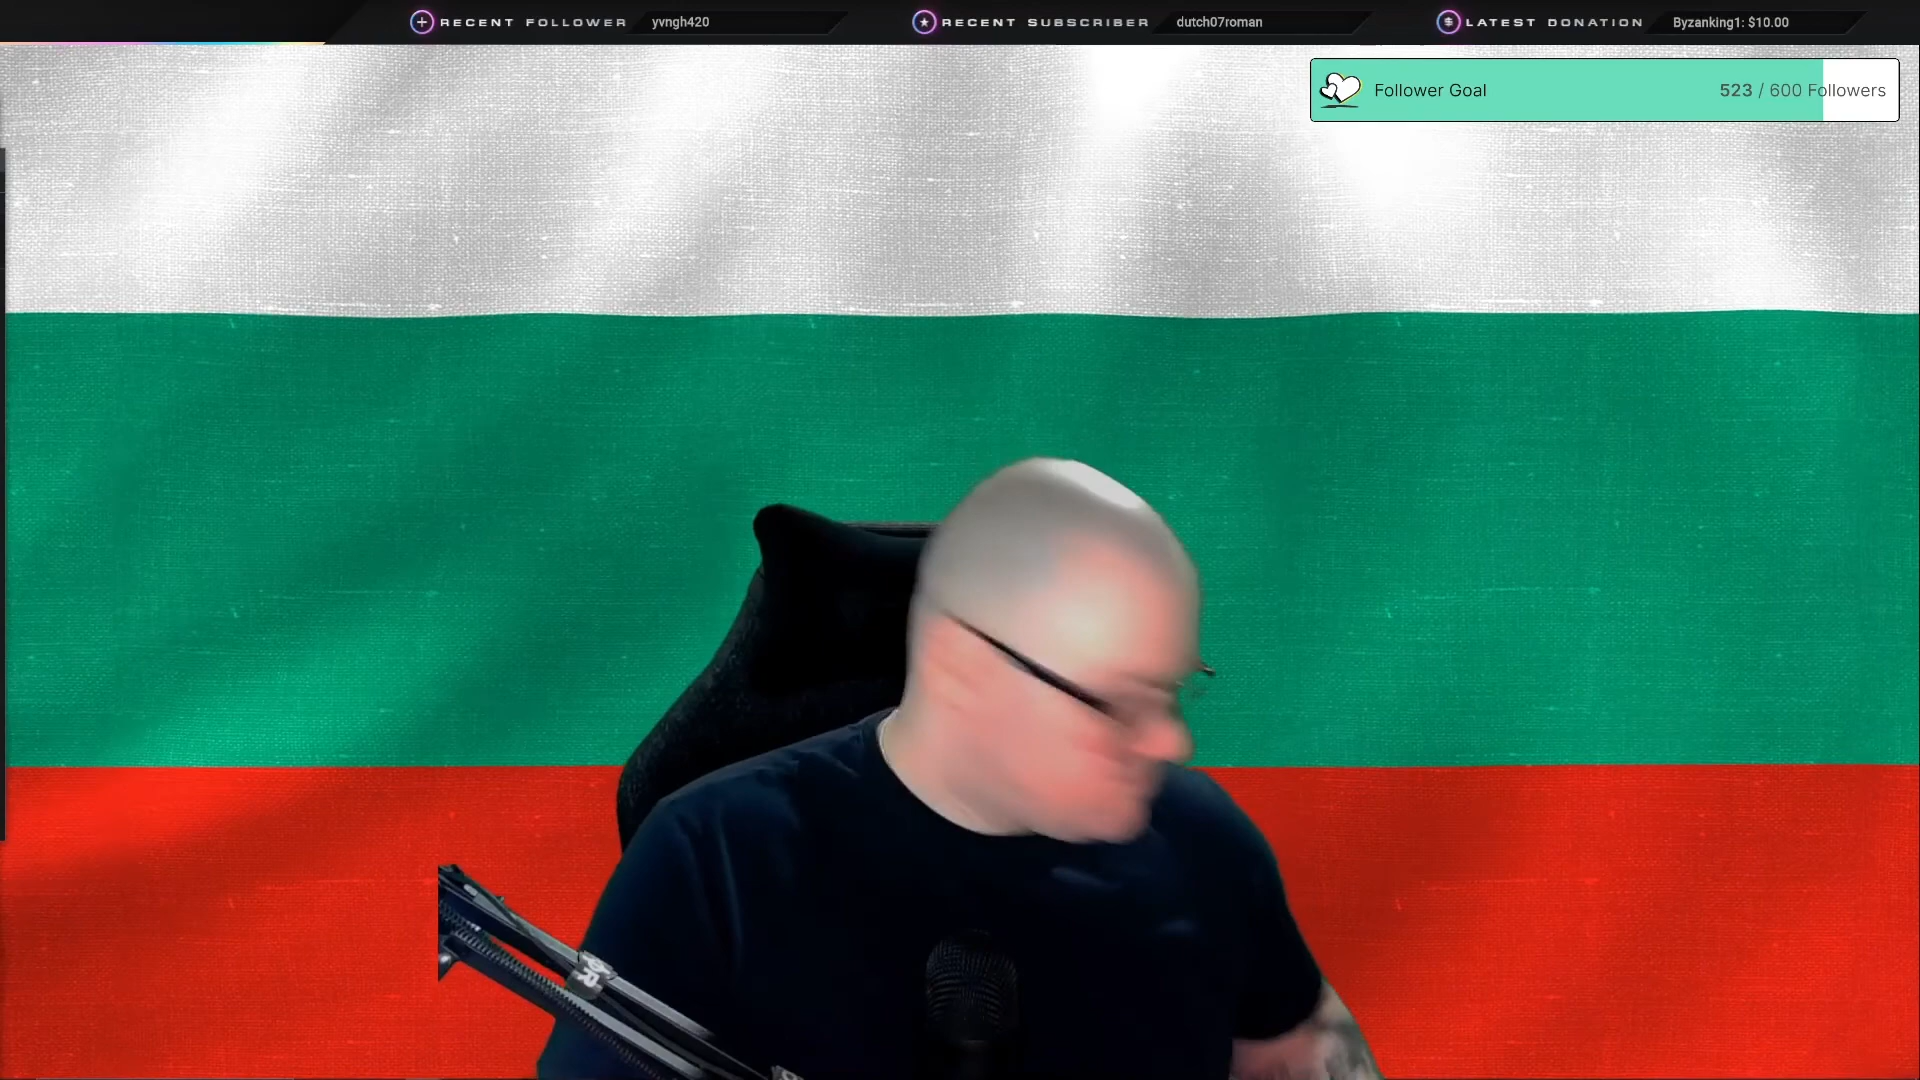 RECENT FOLLOWER yvngh420 RECENT SUBSCRIBER dutch07roman LATEST DONATION Byzanking1: $10.00
Follower Goal 523 / 600 Followers